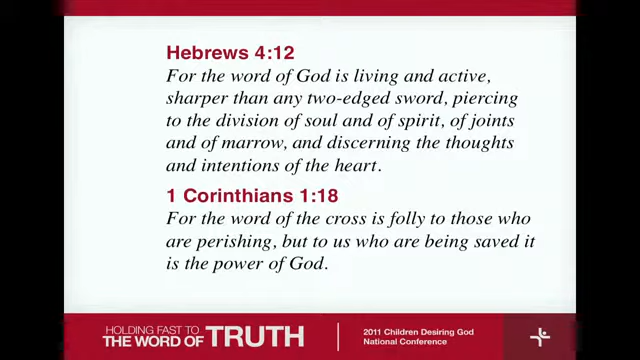 Hebrews 4:12
For the word of God is living and active,
sharper than any two-edged sword, piercing
to the division of soul and of spirit, of joints
and of marrow, and discerning the thoughts
and intentions of the heart.
1 Corinthians 1:18
For the word of the cross is folly to those who
are perishing, but to us who are being saved it
is the power of God.
HOLDING FAST TO
THE WORD OF TRUTH
2011 Children Desiring God
National Conference